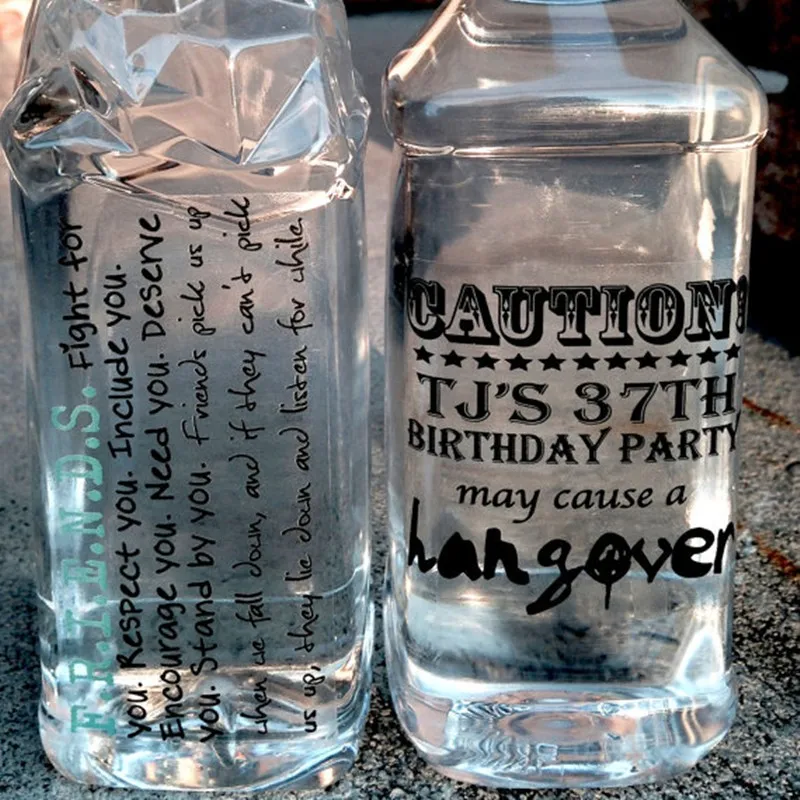 F.R.I.E.N.D.S. Fight for
you. Respect you. Include you.
Encourage you. Need you. Deserve
you. Stand by you. Friends pick us up
when we fall down, and if they can't pick
us up, they lie down and listen for while.
CAUTION!
TJ'S 37TH
BIRTHDAY PARTY
may cause a
hangover